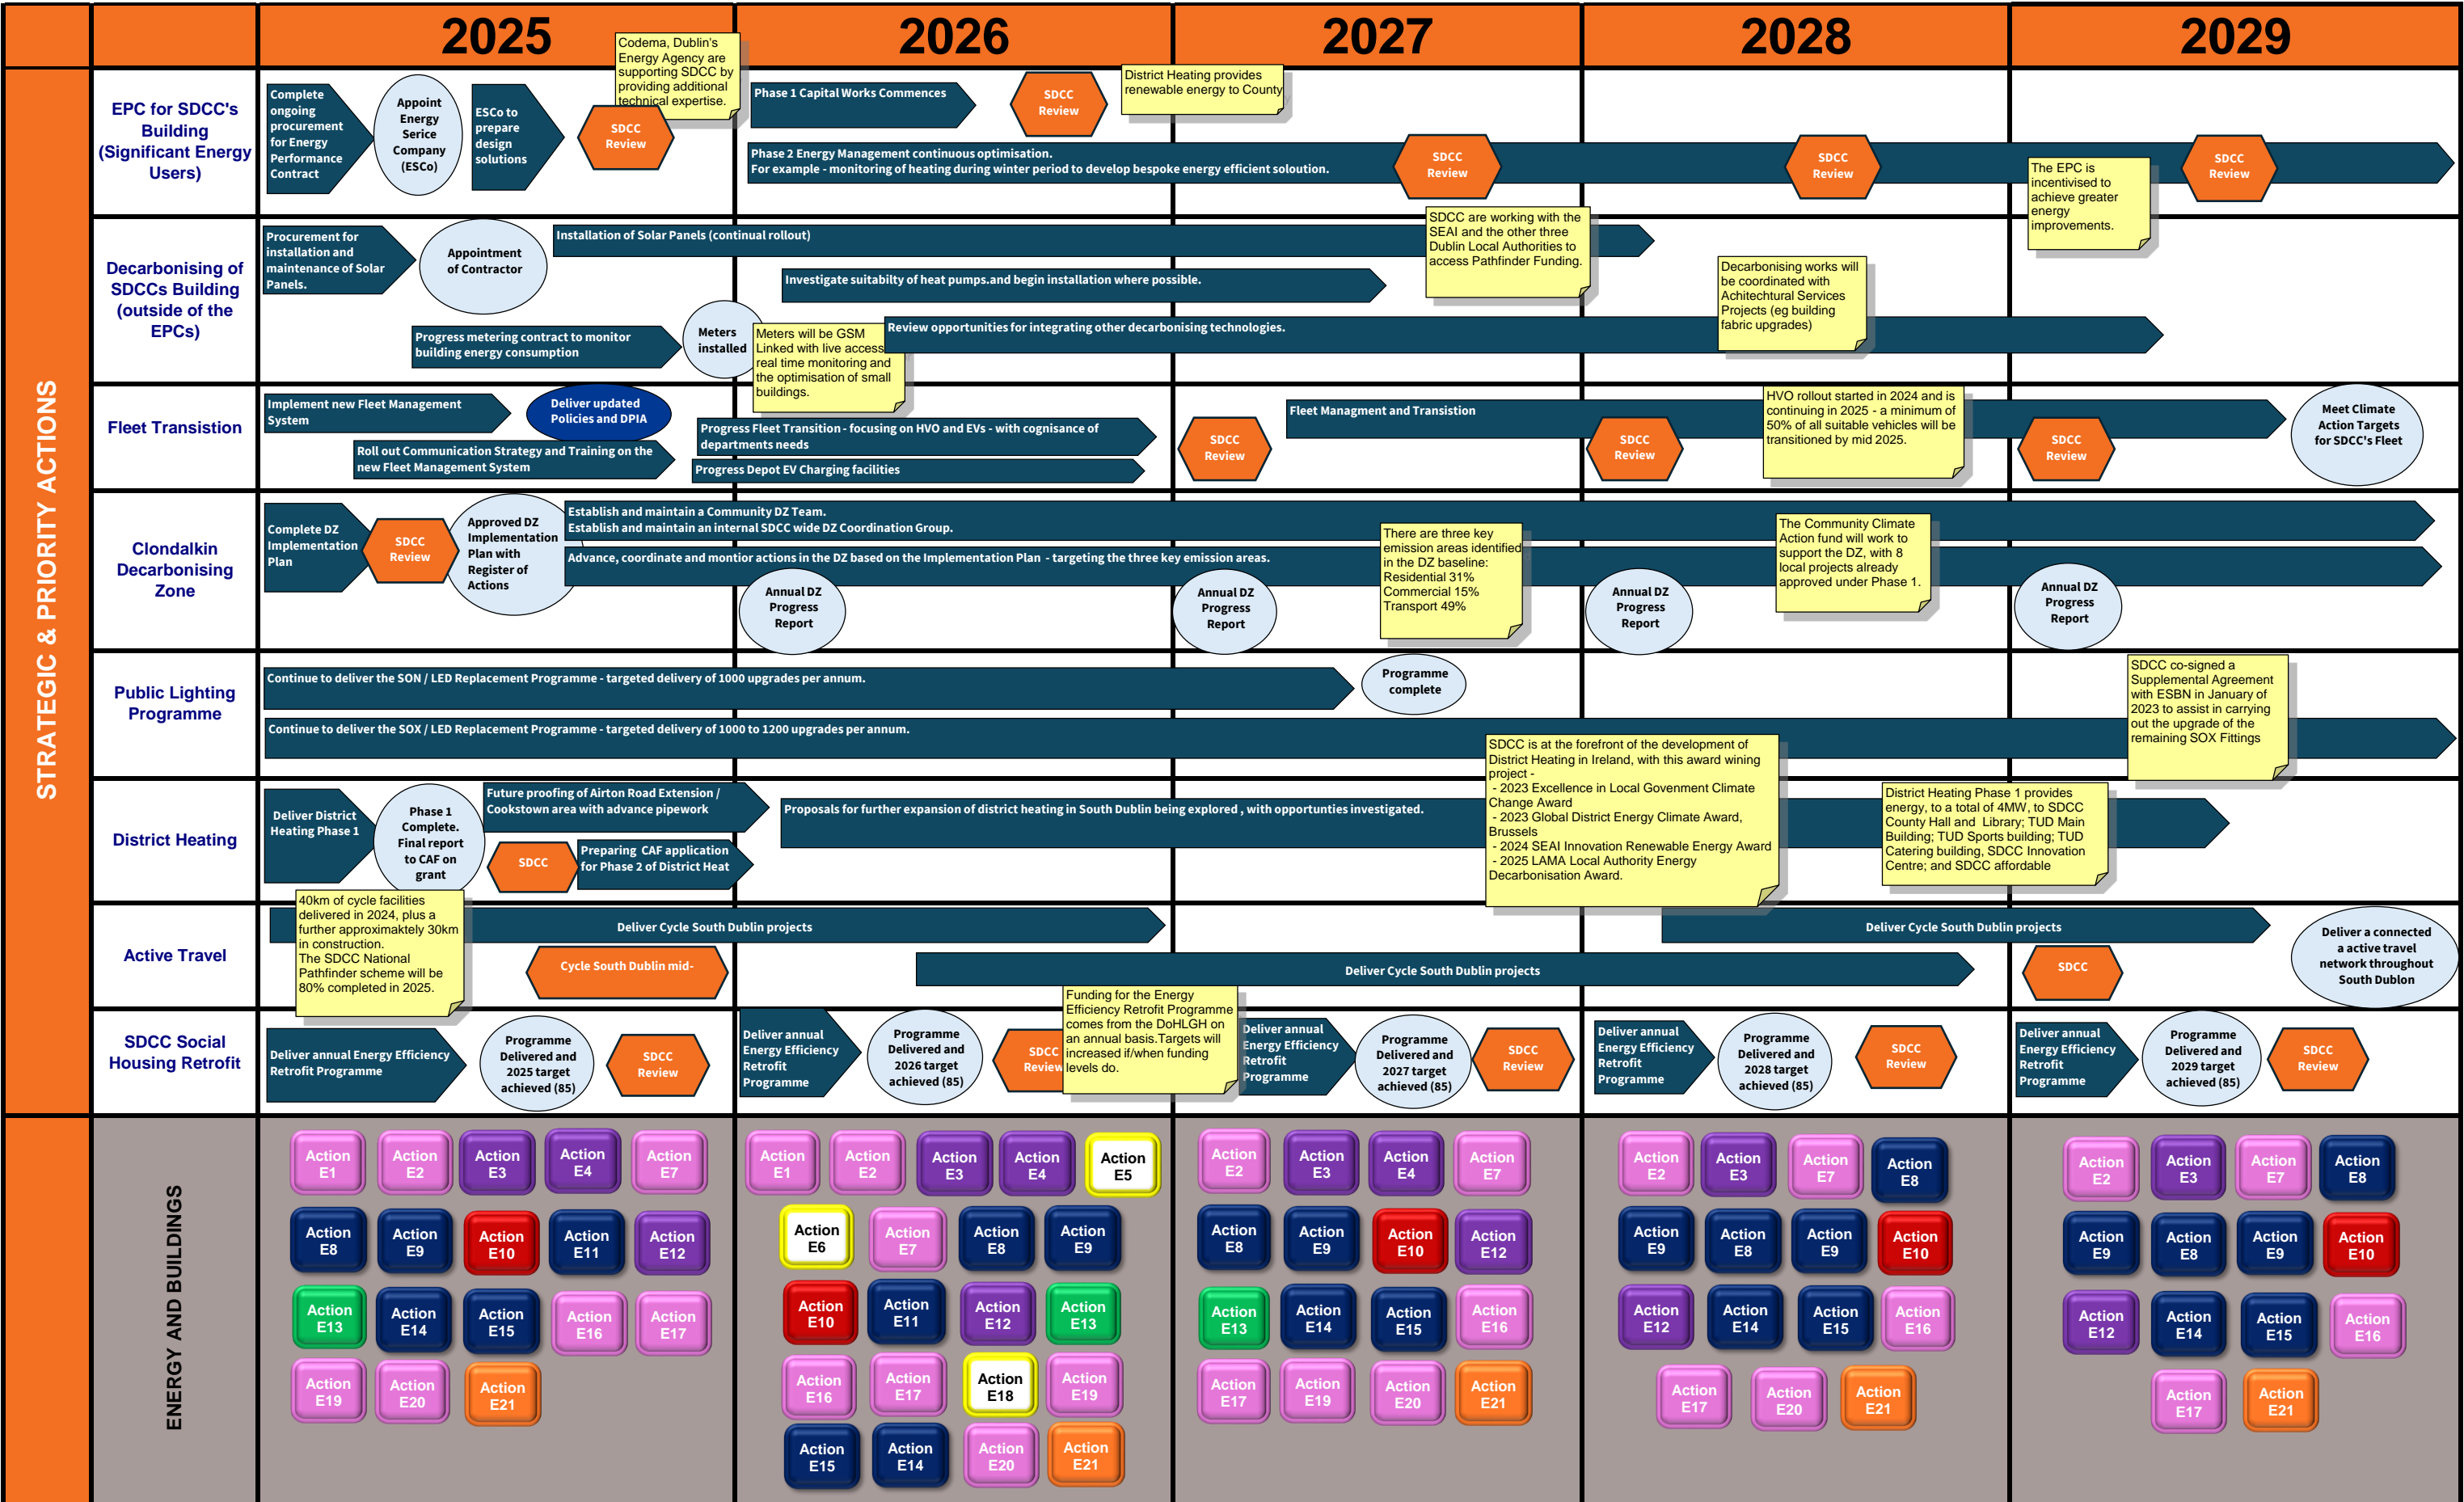 2025
2026
2027
2028
2029
STRATEGIC & PRIORITY ACTIONS
EPC for SDCC's
Building
(Significant Energy
Users)
Complete
ongoing
procurement
for Energy
Performance
Contract
Appoint
Energy
Serice
Company
(ESCo)
ESCo to
prepare
design
solutions
Codema, Dublin's
Energy Agency are
supporting SDCC by
providing additional
technical expertise.
SDCC
Review
Phase 1 Capital Works Commences
SDCC
Review
District Heating provides
renewable energy to County
Phase 2 Energy Management continuous optimisation.
For example - monitoring of heating during winter period to develop bespoke energy efficient soloution.
SDCC
Review
SDCC
Review
The EPC is
incentivised to
achieve greater
energy
improvements.
SDCC
Review
Decarbonising of
SDCCs Building
(outside of the
EPCs)
Procurement for
installation and
maintenance of Solar
Panels.
Appointment
of Contractor
Installation of Solar Panels (continual rollout)
SDCC are working with the
SEAI and the other three
Dublin Local Authorities to
access Pathfinder Funding.
Investigate suitabilty of heat pumps.and begin installation where possible.
Decarbonising works will
be coordinated with
Achitechtural Services
Projects (eg building
fabric upgrades)
Progress metering contract to monitor
building energy consumption
Meters
installed
Meters will be GSM
Linked with live access
real time monitoring and
the optimisation of small
buildings.
Review opportunities for integrating other decarbonising technologies.
Fleet Transistion
Implement new Fleet Management
System
Deliver updated
Policies and DPIA
Roll out Communication Strategy and Training on the
new Fleet Management System
Progress Fleet Transition - focusing on HVO and EVs - with cognisance of
departments needs
Progress Depot EV Charging facilities
SDCC
Review
Fleet Managment and Transistion
SDCC
Review
HVO rollout started in 2024 and is
continuing in 2025 - a minimum of
50% of all suitable vehicles will be
transitioned by mid 2025.
SDCC
Review
Meet Climate
Action Targets
for SDCC's Fleet
Clondalkin
Decarbonising
Zone
Complete DZ
Implementation
Plan
SDCC
Review
Approved DZ
Implementation
Plan with
Register of
Actions
Establish and maintain a Community DZ Team.
Establish and maintain an internal SDCC wide DZ Coordination Group.
Advance, coordinate and montior actions in the DZ based on the Implementation Plan - targeting the three key emission areas.
Annual DZ
Progress
Report
Annual DZ
Progress
Report
There are three key
emission areas identified
in the DZ baseline:
Residential 31%
Commercial 15%
Transport 49%
Annual DZ
Progress
Report
The Community Climate
Action fund will work to
support the DZ, with 8
local projects already
approved under Phase 1.
Annual DZ
Progress
Report
Public Lighting
Programme
Continue to deliver the SON / LED Replacement Programme - targeted delivery of 1000 upgrades per annum.
Programme
complete
Continue to deliver the SOX / LED Replacement Programme - targeted delivery of 1000 to 1200 upgrades per annum.
SDCC co-signed a
Supplemental Agreement
with ESBN in January of
2023 to assist in carrying
out the upgrade of the
remaining SOX Fittings
District Heating
Deliver District
Heating Phase 1
Phase 1
Complete.
Final report
to CAF on
grant
Future proofing of Airton Road Extension /
Cookstown area with advance pipework
SDCC
Preparing CAF application
for Phase 2 of District Heat
Proposals for further expansion of district heating in South Dublin being explored , with opportunties investigated.
SDCC is at the forefront of the development of
District Heating in Ireland, with this award wining
project -
- 2023 Excellence in Local Govenment Climate
Change Award
- 2023 Global District Energy Climate Award,
Brussels
- 2024 SEAI Innovation Renewable Energy Award
- 2025 LAMA Local Authority Energy
Decarbonisation Award.
District Heating Phase 1 provides
energy, to a total of 4MW, to SDCC
County Hall and Library; TUD Main
Building; TUD Sports building; TUD
Catering building, SDCC Innovation
Centre; and SDCC affordable
Active Travel
40km of cycle facilities
delivered in 2024, plus a
further approximaktely 30km
in construction.
The SDCC National
Pathfinder scheme will be
80% completed in 2025.
Deliver Cycle South Dublin projects
Cycle South Dublin mid-
Deliver Cycle South Dublin projects
Deliver Cycle South Dublin projects
SDCC
Deliver a connected
a active travel
network throughout
South Dublon
SDCC Social
Housing Retrofit
Deliver annual Energy Efficiency
Retrofit Programme
Programme
Delivered and
2025 target
achieved (85)
SDCC
Review
Deliver annual
Energy Efficiency
Retrofit
Programme
Programme
Delivered and
2026 target
achieved (85)
SDCC
Review
Funding for the Energy
Efficiency Retrofit Programme
comes from the DoHLGH on
an annual basis.Targets will
increased if/when funding
levels do.
Deliver annual
Energy Efficiency
Retrofit
Programme
Programme
Delivered and
2027 target
achieved (85)
SDCC
Review
Deliver annual
Energy Efficiency
Retrofit
Programme
Programme
Delivered and
2028 target
achieved (85)
SDCC
Review
Deliver annual
Energy Efficiency
Retrofit
Programme
Programme
Delivered and
2029 target
achieved (85)
SDCC
Review
ENERGY AND BUILDINGS
Action
E1
Action
E2
Action
E3
Action
E4
Action
E7
Action
E8
Action
E9
Action
E10
Action
E11
Action
E12
Action
E13
Action
E14
Action
E15
Action
E16
Action
E17
Action
E19
Action
E20
Action
E21
Action
E1
Action
E2
Action
E3
Action
E4
Action
E5
Action
E6
Action
E7
Action
E8
Action
E9
Action
E10
Action
E11
Action
E12
Action
E13
Action
E16
Action
E17
Action
E18
Action
E19
Action
E15
Action
E14
Action
E20
Action
E21
Action
E2
Action
E3
Action
E4
Action
E7
Action
E8
Action
E9
Action
E10
Action
E12
Action
E13
Action
E14
Action
E15
Action
E16
Action
E17
Action
E19
Action
E20
Action
E21
Action
E2
Action
E3
Action
E7
Action
E8
Action
E9
Action
E8
Action
E9
Action
E10
Action
E12
Action
E14
Action
E15
Action
E16
Action
E17
Action
E20
Action
E21
Action
E2
Action
E3
Action
E7
Action
E8
Action
E9
Action
E8
Action
E9
Action
E10
Action
E12
Action
E14
Action
E15
Action
E16
Action
E17
Action
E21